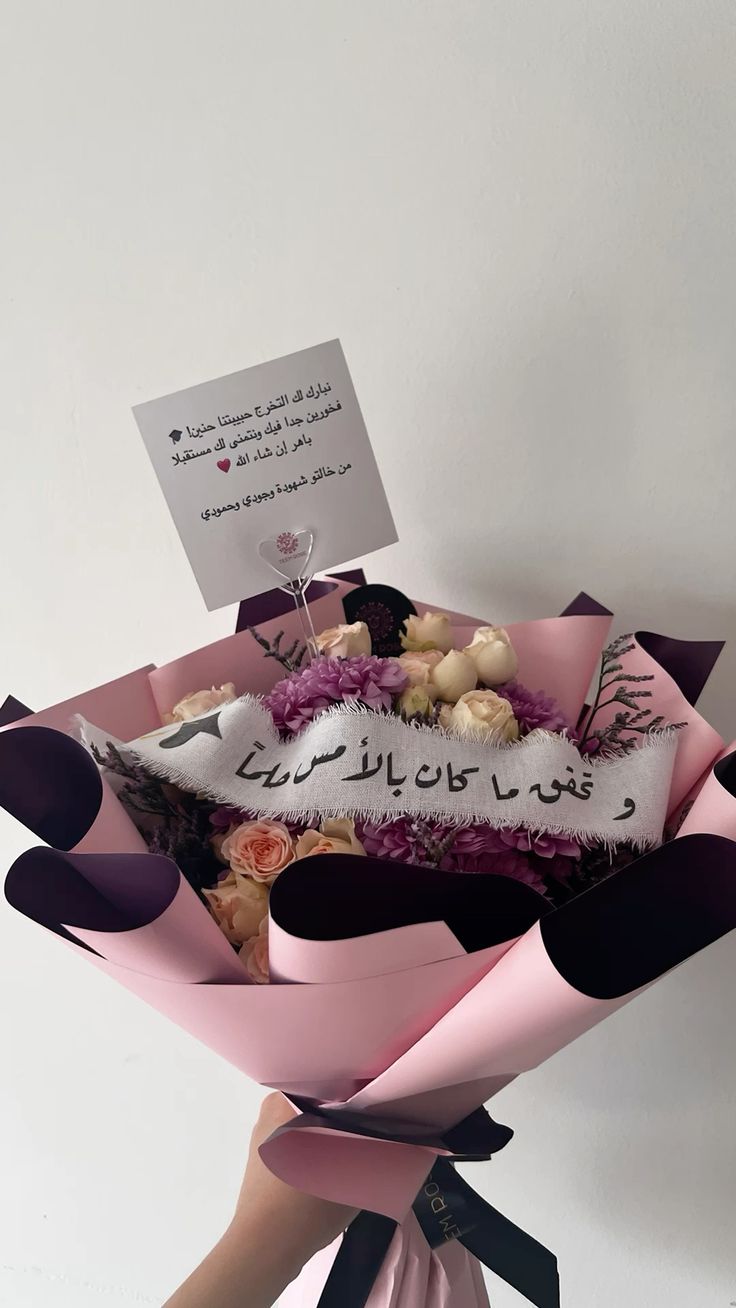 نبارك لك التخرج حبيبتنا حنين! 🎓
فخورين جدا فيك ونتمنى لك مستقبلا
باهر إن شاء الله ❤️
من خالتو شهودة وجودي وحمودي
و تحقق ما كان بالأمس حلماً